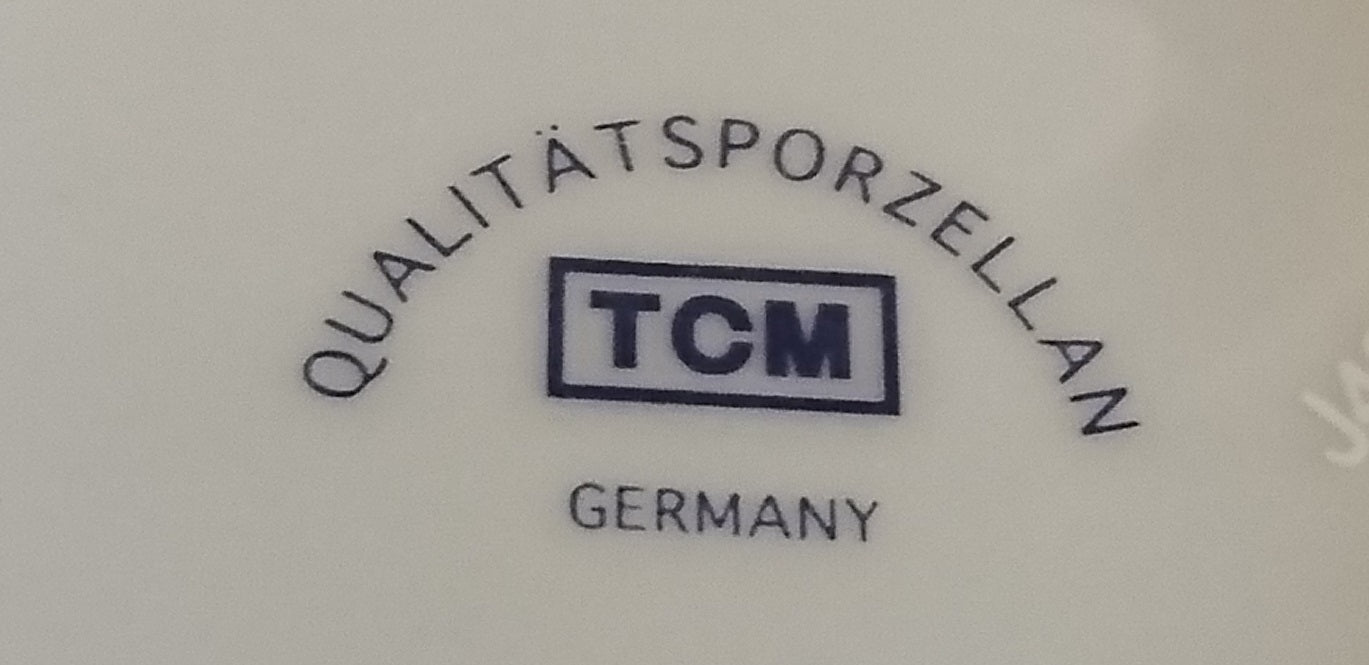 QUALITÄTSPORZELLAN
TCM
GERMANY